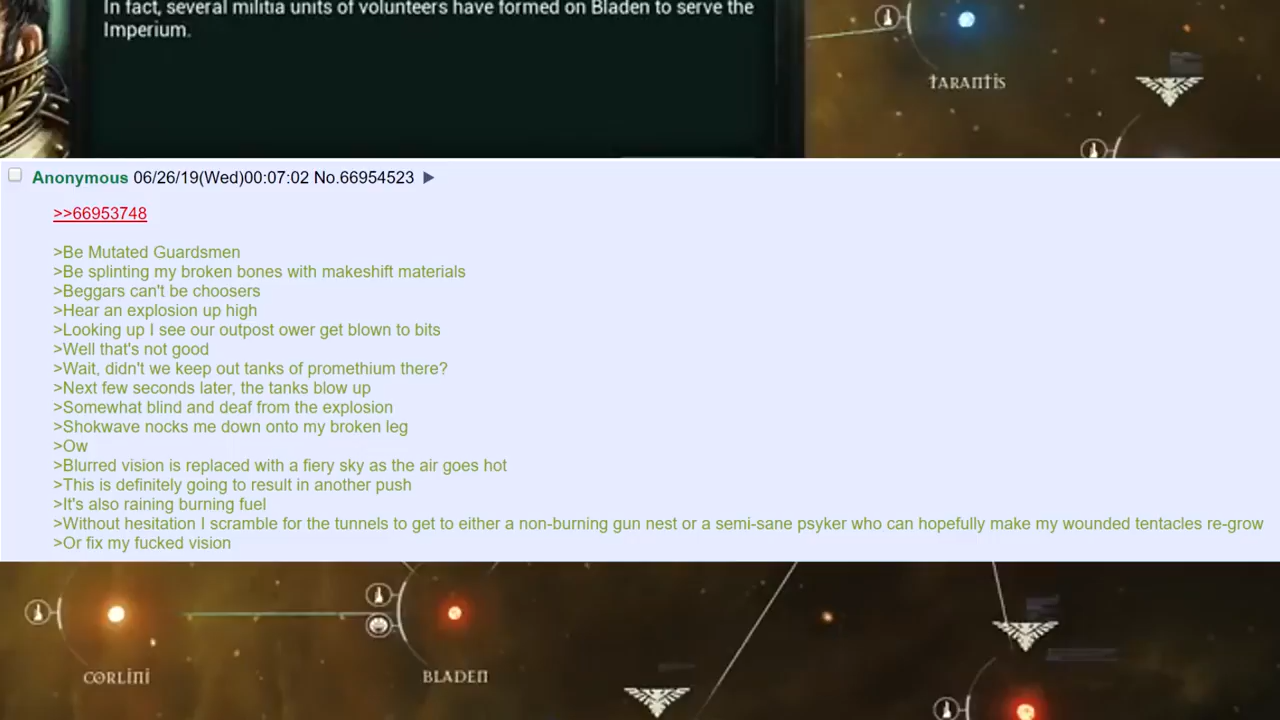 In fact, several militia units of volunteers have formed on Bladen to serve the
Imperium.
TARANTIS
Anonymous 06/26/19(Wed)00:07:02 No.66954523 ▶
>>66953748
>Be Mutated Guardsmen
>Be splinting my broken bones with makeshift materials
>Beggars can't be choosers
>Hear an explosion up high
>Looking up I see our outpost ower get blown to bits
>Well that's not good
>Wait, didn't we keep out tanks of promethium there?
>Next few seconds later, the tanks blow up
>Somewhat blind and deaf from the explosion
>Shokwave nocks me down onto my broken leg
>Ow
>Blurred vision is replaced with a fiery sky as the air goes hot
>This is definitely going to result in another push
>It's also raining burning fuel
>Without hesitation I scramble for the tunnels to get to either a non-burning gun nest or a semi-sane psyker who can hopefully make my wounded tentacles re-grow
>Or fix my fucked vision
CORLINI
BLADEN